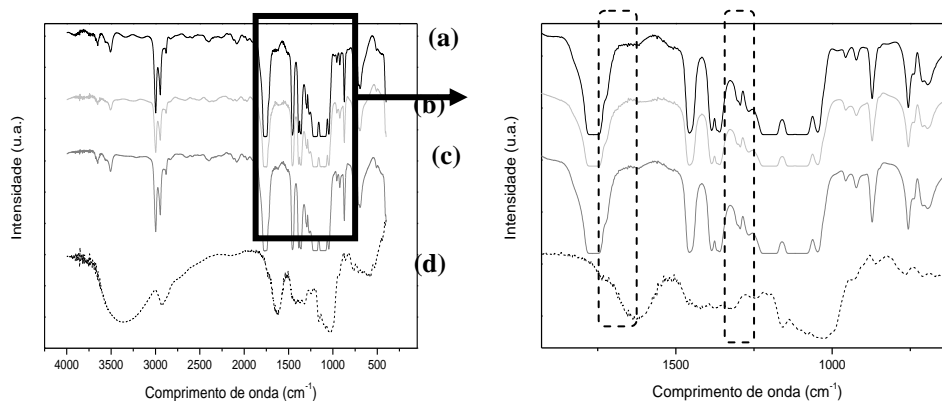 (a)
(b)
(c)
(d)
Intensidade (u.a.)
4000 3500 3000 2500 2000 1500 1000 500
Comprimento de onda (cm-1)
Intensidade (u.a.)
1500 1000
Comprimento de onda (cm-1)